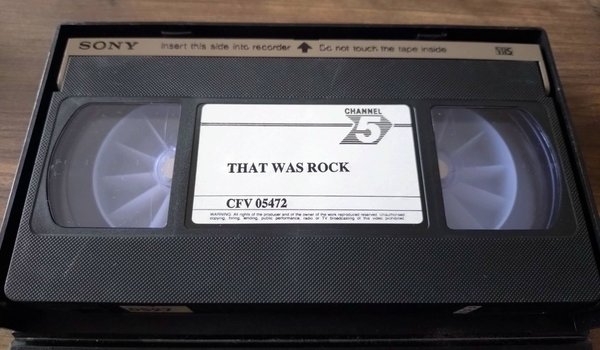 SONY Insert this side into recorder Do not touch the tape inside VHS
CHANNEL
5
THAT WAS ROCK
CFV 05472
WARNING: All rights of the producer and or the owner of the work reproduced reserved. Unauthorised
copying, hiring, lending, public performance, radio or TV broadcasting of this video prohibited.